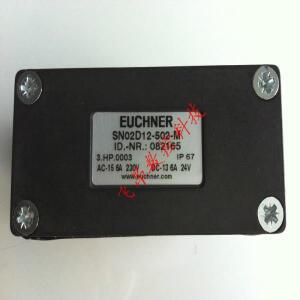 EUCHNER
SN02D12-502-M
ID.-NR.: 082165
3.HP.0003 IP 67
AC-15 6A 230V DC-13 6A 24V
www.euchner.com